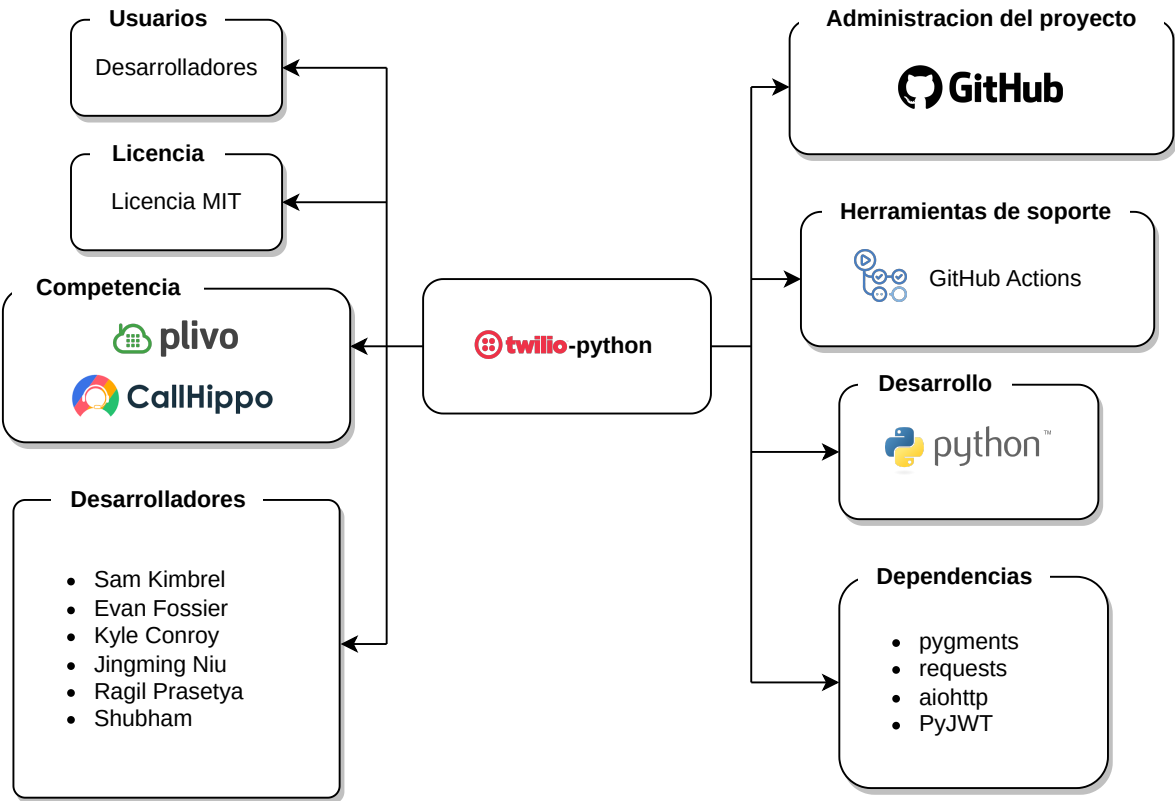 Usuarios
Desarrolladores
Licencia
Licencia MIT
Competencia
plivo
CallHippo
Desarrolladores
Sam Kimbrel
Evan Fossier
Kyle Conroy
Jingming Niu
Ragil Prasetya
Shubham
twilio-python
Administracion del proyecto
GitHub
Herramientas de soporte
GitHub Actions
Desarrollo
python™
Dependencias
pygments
requests
aiohttp
PyJWT